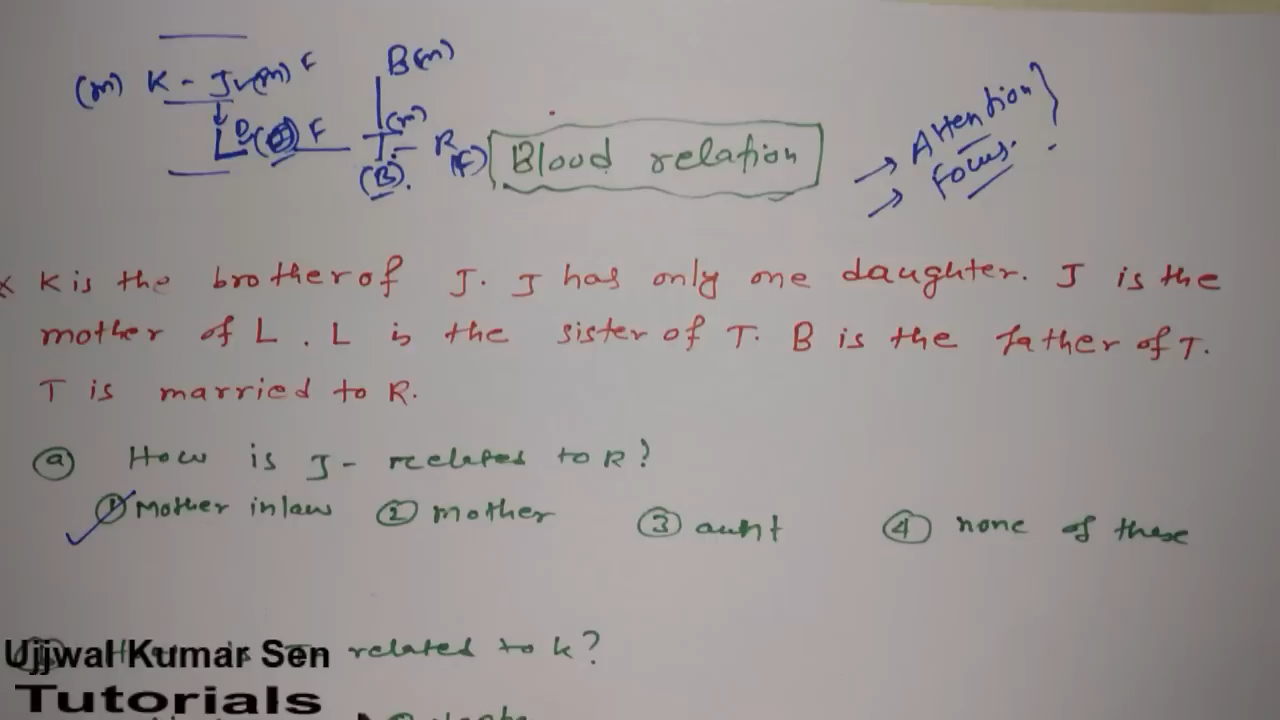 (m) K - J (m) F
B(m)
L D F T (m) R (F)
(B).
Blood relation
→ Attention
→ Focus.
K is the brother of J. J has only one daughter. J is the
mother of L. L is the sister of T. B is the father of T.
T is married to R.
(a) How is J - related to R?
(1) Mother in law (2) mother (3) aunt (4) none of these
related to K?
Ujjwal Kumar Sen
Tutorials